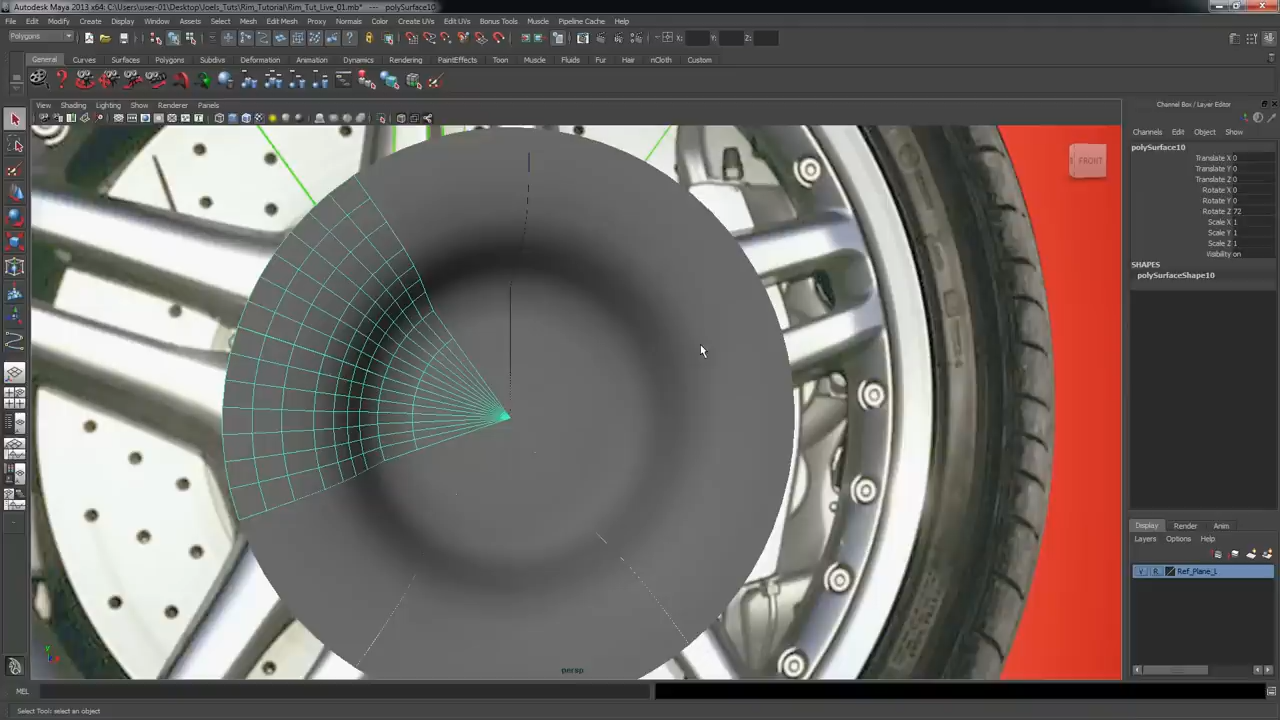 Autodesk Maya 2013 x64: C:\Users\user-01\Desktop\Joels_Tuts\Rim_Tutorial\Rim_Tut_Live_01.mb* --- polySurface10
File Edit Modify Create Display Window Assets Select Mesh Edit Mesh Proxy Normals Color Create UVs Edit UVs Bonus Tools Muscle Pipeline Cache Help
Polygons X: Y: Z:
General Curves Surfaces Polygons Subdivs Deformation Animation Dynamics Rendering PaintEffects Toon Muscle Fluids Fur Hair nCloth Custom
View Shading Lighting Show Renderer Panels
Channel Box / Layer Editor
Channels Edit Object Show
polySurface10
Translate X 0
Translate Y 0
Translate Z 0
Rotate X 0
Rotate Y 0
Rotate Z 72
Scale X 1
Scale Y 1
Scale Z 1
Visibility on
SHAPES
polySurfaceShape10
FRONT
persp
Display Render Anim
Layers Options Help
V R Ref_Plane_L
MEL
Select Tool: select an object